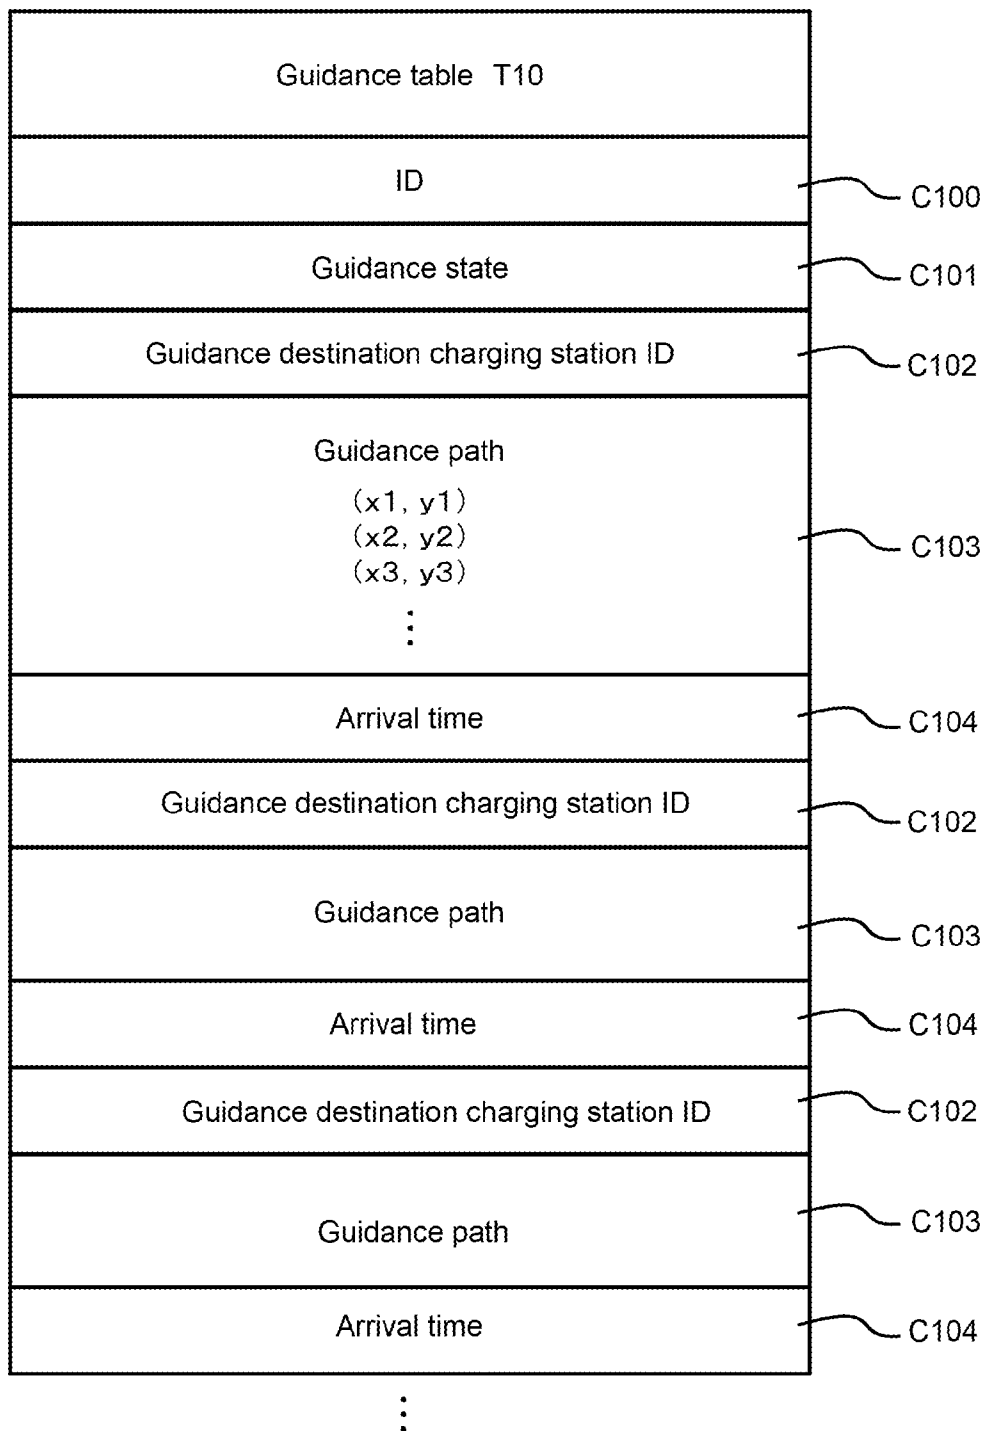 Guidance table T10
ID
C100
Guidance state
C101
Guidance destination charging station ID
C102
Guidance path
(x1, y1)
(x2, y2)
(x3, y3)
⋮
C103
Arrival time
C104
Guidance destination charging station ID
C102
Guidance path
C103
Arrival time
C104
Guidance destination charging station ID
C102
Guidance path
C103
Arrival time
C104
⋮